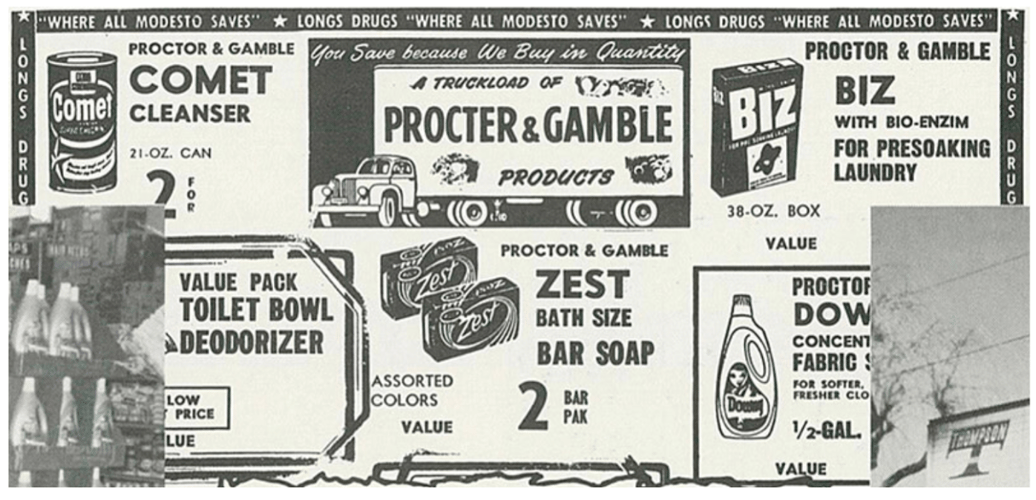 "WHERE ALL MODESTO SAVES" ★ LONGS DRUGS "WHERE ALL MODESTO SAVES" ★ LONGS DRUGS "WHERE ALL MODESTO SAVES"
LONGS DRUG
PROCTOR & GAMBLE
COMET
CLEANSER
21-OZ. CAN
2 FOR
Comet
You Save because We Buy in Quantity
A TRUCKLOAD OF
PROCTER & GAMBLE
PRODUCTS
PROCTOR & GAMBLE
BIZ
WITH BIO-ENZIM
FOR PRESOAKING
LAUNDRY
BIZ
BIZ
38-OZ. BOX
VALUE
LONGS DRUG
VALUE PACK
TOILET BOWL
DEODORIZER
LOW
PRICE
LUE
Zest
Zest
Zest
Zest
PROCTOR & GAMBLE
ZEST
BATH SIZE
BAR SOAP
ASSORTED
COLORS
VALUE
2 BAR
PAK
Downy
PROCTOR
DOW
CONCENT
FABRIC S
FOR SOFTER,
FRESHER CLO
1/2-GAL.
VALUE
THOMPSON
T